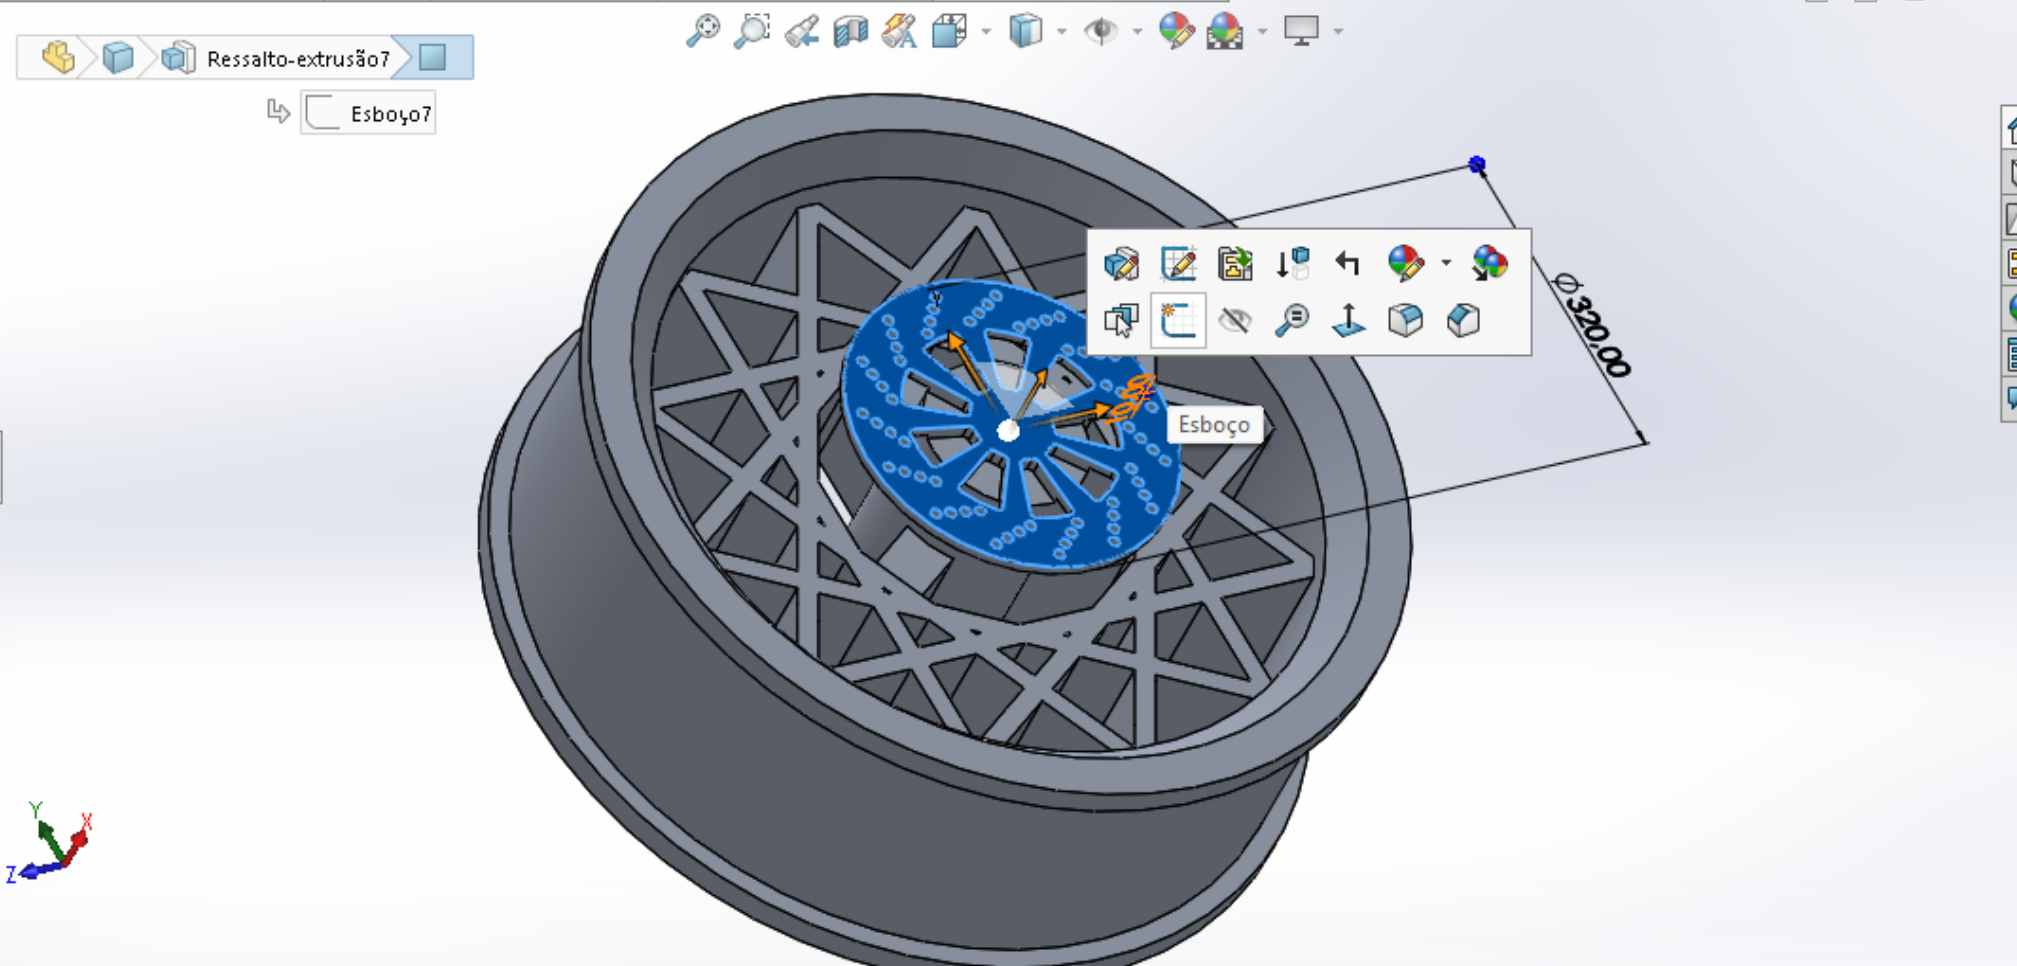 Ressalto-extrusão7
Esboço7
Ø320,00
Esboço
Y
Y
X
Z